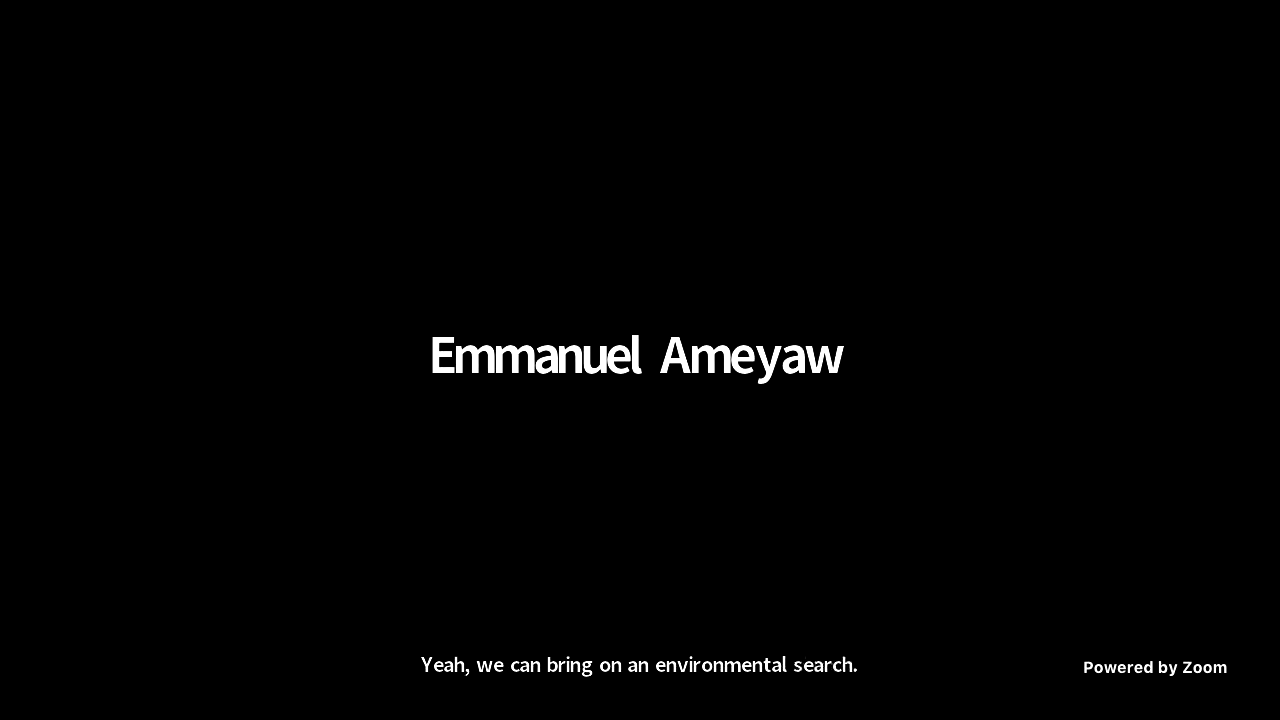 Emmanuel Ameyaw
Yeah, we can bring on an environmental search.
Powered by Zoom